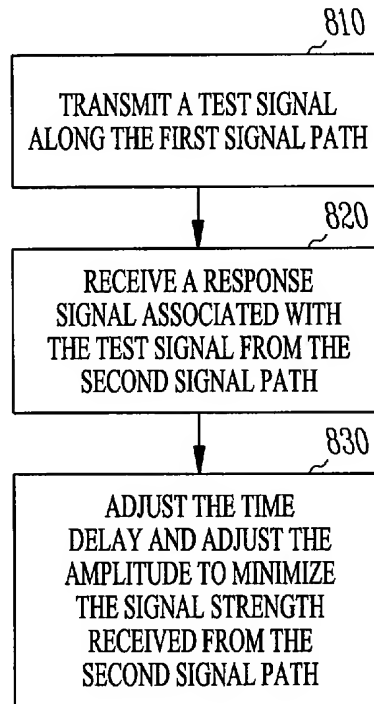 810
TRANSMIT A TEST SIGNAL
ALONG THE FIRST SIGNAL PATH
820
RECEIVE A RESPONSE
SIGNAL ASSOCIATED WITH
THE TEST SIGNAL FROM THE
SECOND SIGNAL PATH
830
ADJUST THE TIME
DELAY AND ADJUST THE
AMPLITUDE TO MINIMIZE
THE SIGNAL STRENGTH
RECEIVED FROM THE
SECOND SIGNAL PATH